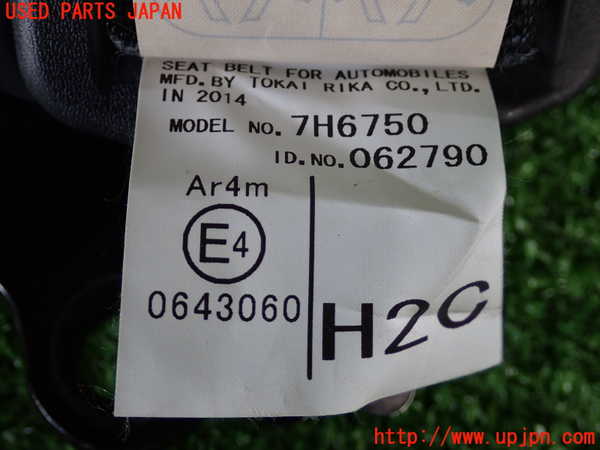 USED PARTS JAPAN
SEAT BELT FOR AUTOMOBILES
MFD. BY TOKAI RIKA CO., LTD.
IN 2014
MODEL NO. 7H6750
ID. NO. 062790
Ar4m
E4
0643060
H2C
http://www.upjpn.com